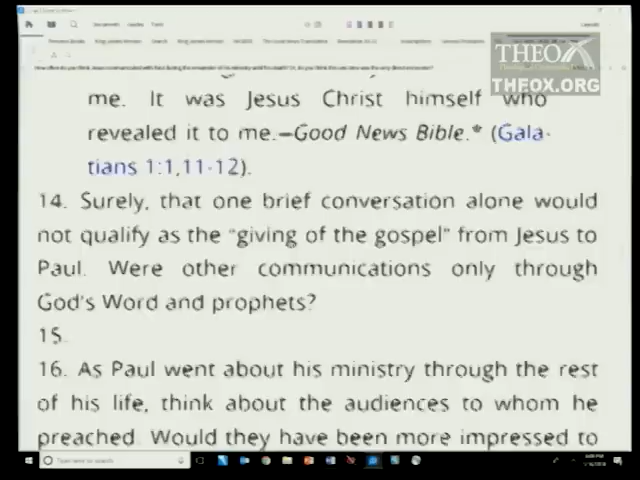 THEOX
THEOX.ORG
me. It was Jesus Christ himself who
revealed it to me.—Good News Bible.* (Gala-
tians 1:1,11-12).
14. Surely, that one brief conversation alone would
not qualify as the “giving of the gospel” from Jesus to
Paul. Were other communications only through
God's Word and prophets?
15.
16. As Paul went about his ministry through the rest
of his life, think about the audiences to whom he
preached. Would they have been more impressed to